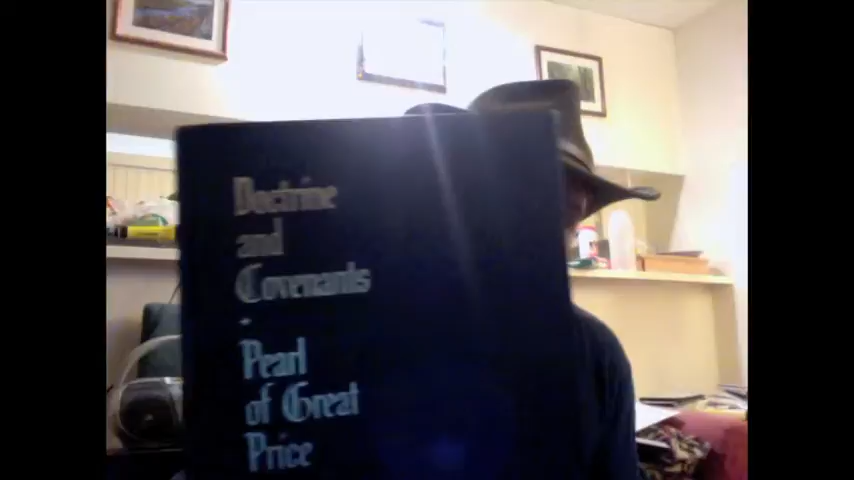 Doctrine
and
Covenants
·
Pearl
of Great
Price